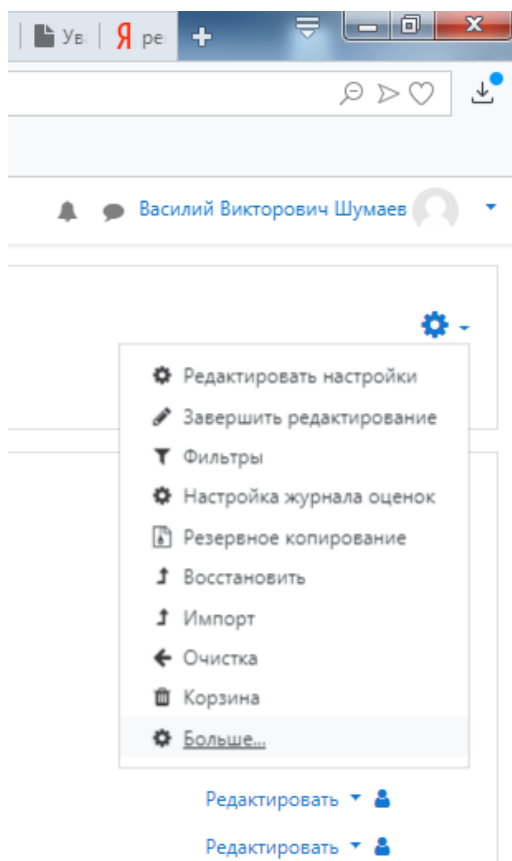 Ув Я ре
Василий Викторович Шумаев
Редактировать настройки
Завершить редактирование
Фильтры
Настройка журнала оценок
Резервное копирование
Восстановить
Импорт
Очистка
Корзина
Больше...
Редактировать
Редактировать